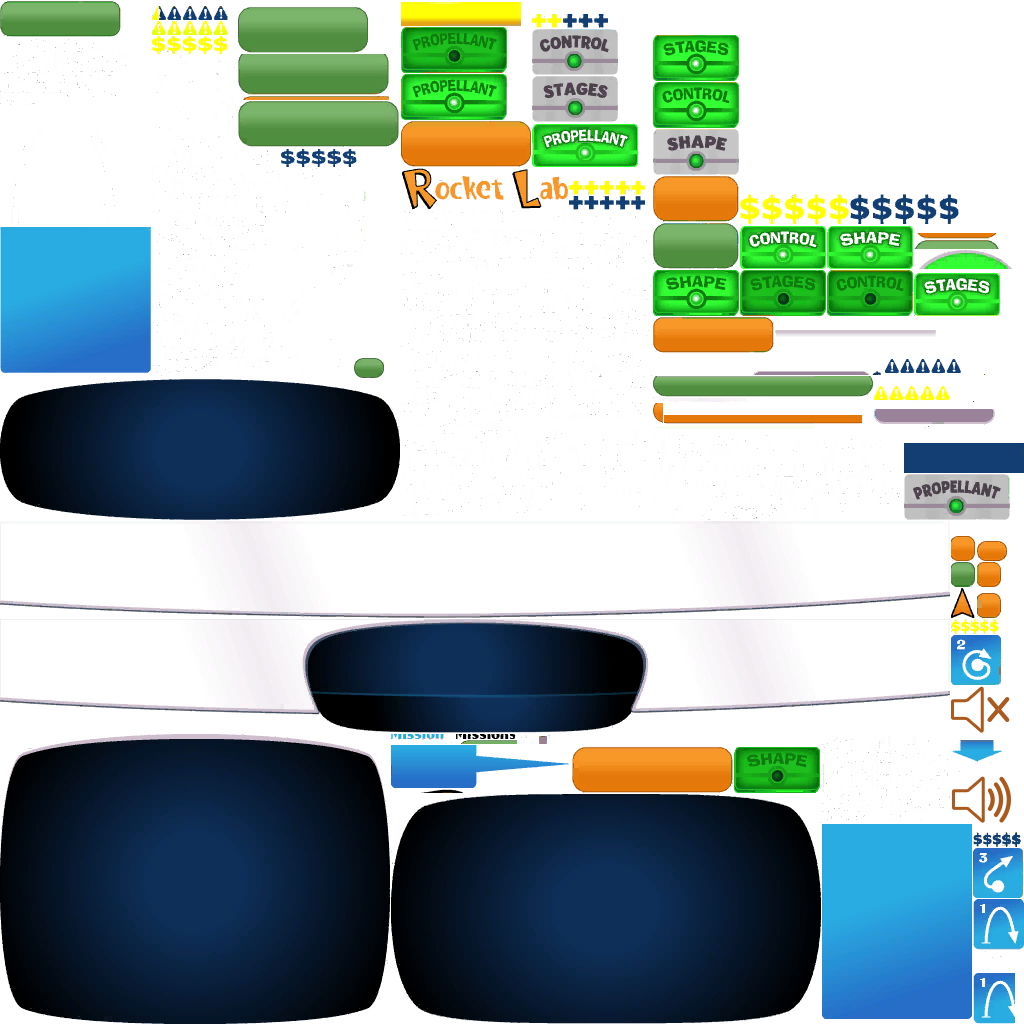 $$$$$
+++++
PROPELLANT
CONTROL
STAGES
PROPELLANT
STAGES
CONTROL
PROPELLANT
SHAPE
$$$$$
Rocket Lab
+++++
+++++
$$$$$$$$$$
CONTROL
SHAPE
SHAPE
STAGES
CONTROL
STAGES
PROPELLANT
$$$$$
2
Mission
Missions
SHAPE
$$$$$
3
1
1